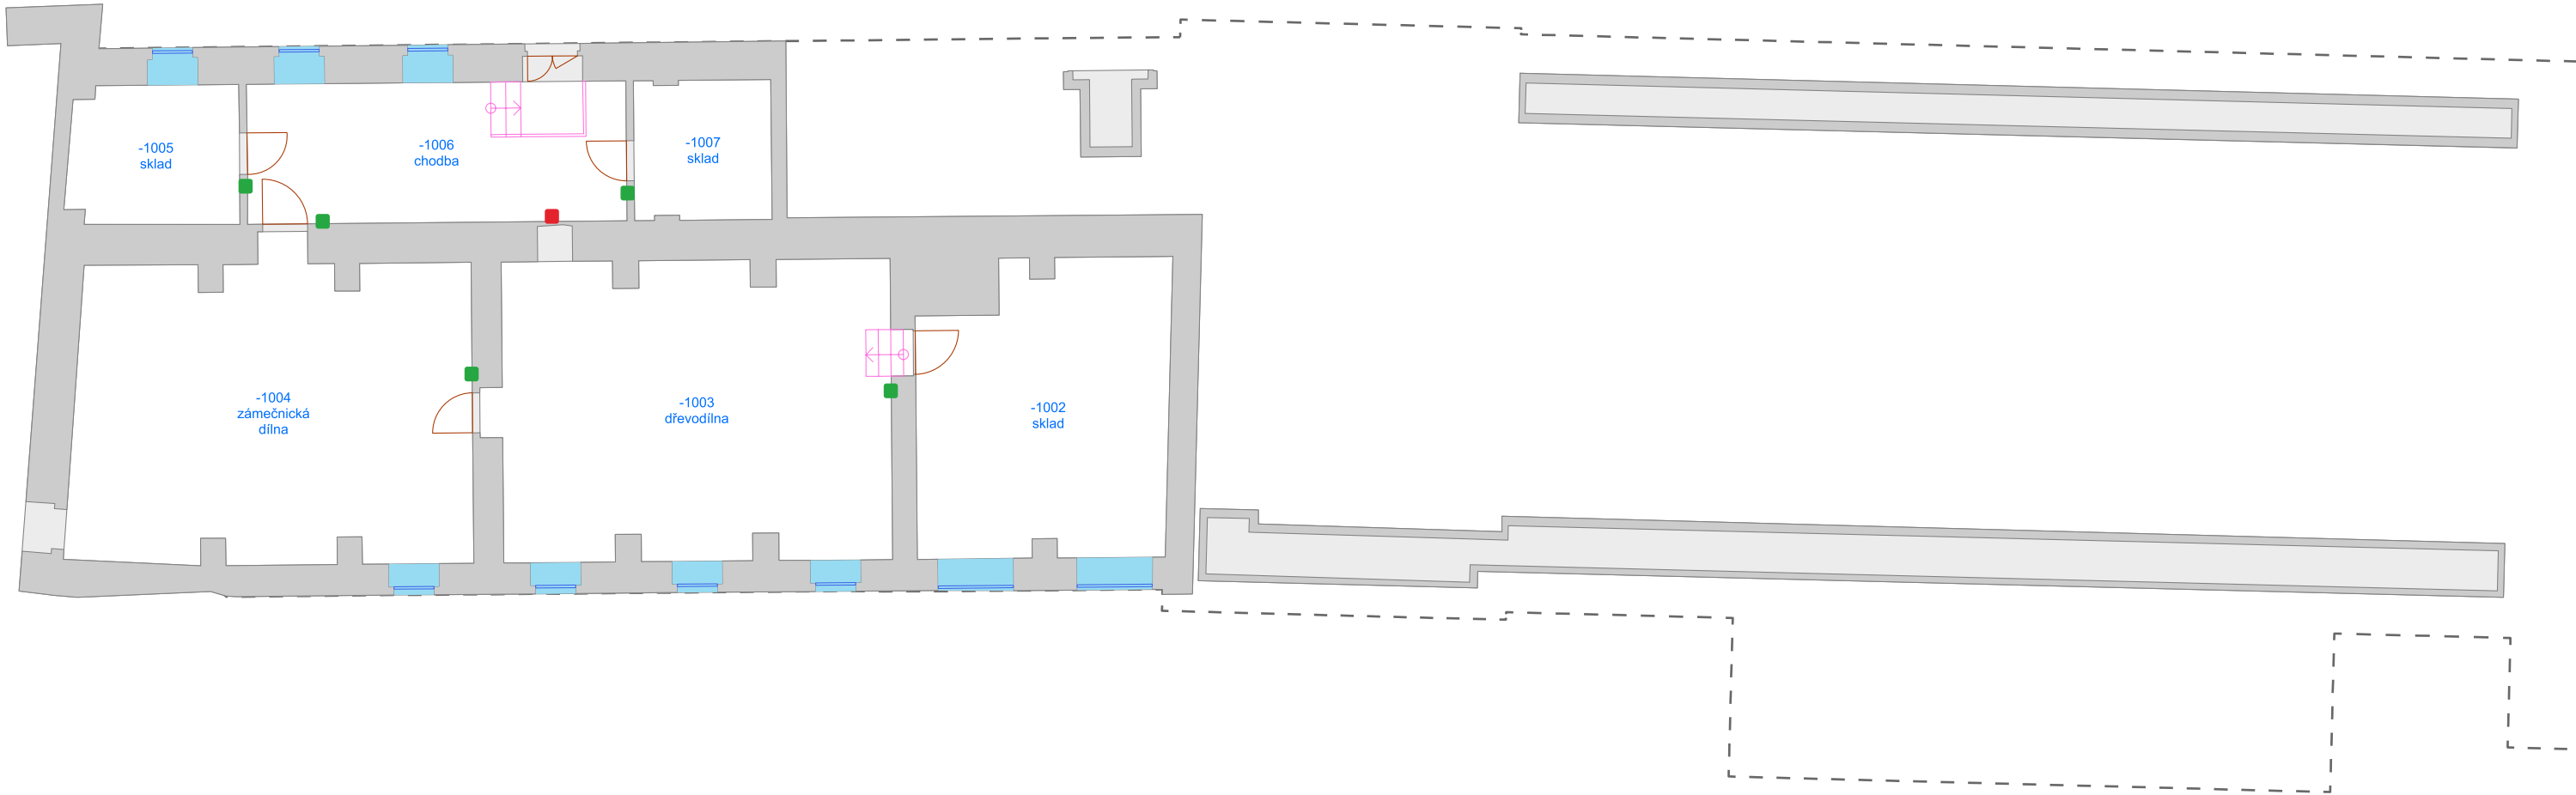 -1005
sklad
-1006
chodba
-1007
sklad
-1004
zámečnická
dílna
-1003
dřevodílna
-1002
sklad